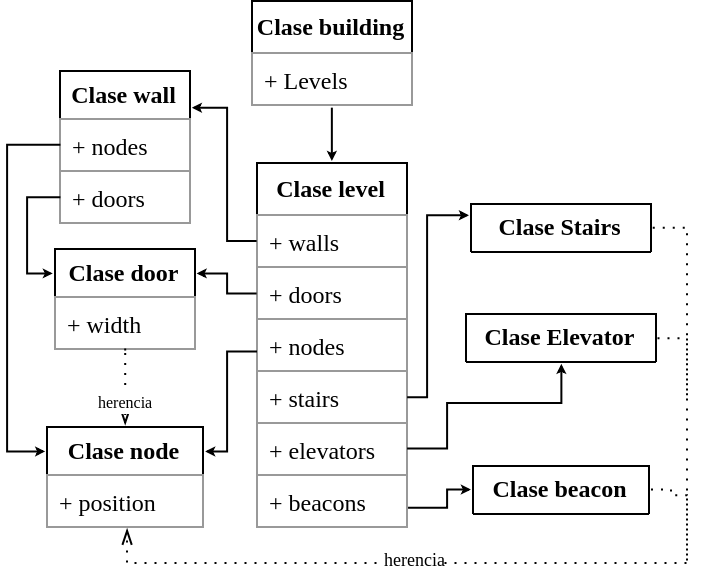 Clase building
+ Levels
Clase wall
+ nodes
+ doors
Clase level
+ walls
+ doors
+ nodes
+ stairs
+ elevators
+ beacons
Clase door
+ width
herencia
Clase node
+ position
Clase Stairs
Clase Elevator
Clase beacon
herencia